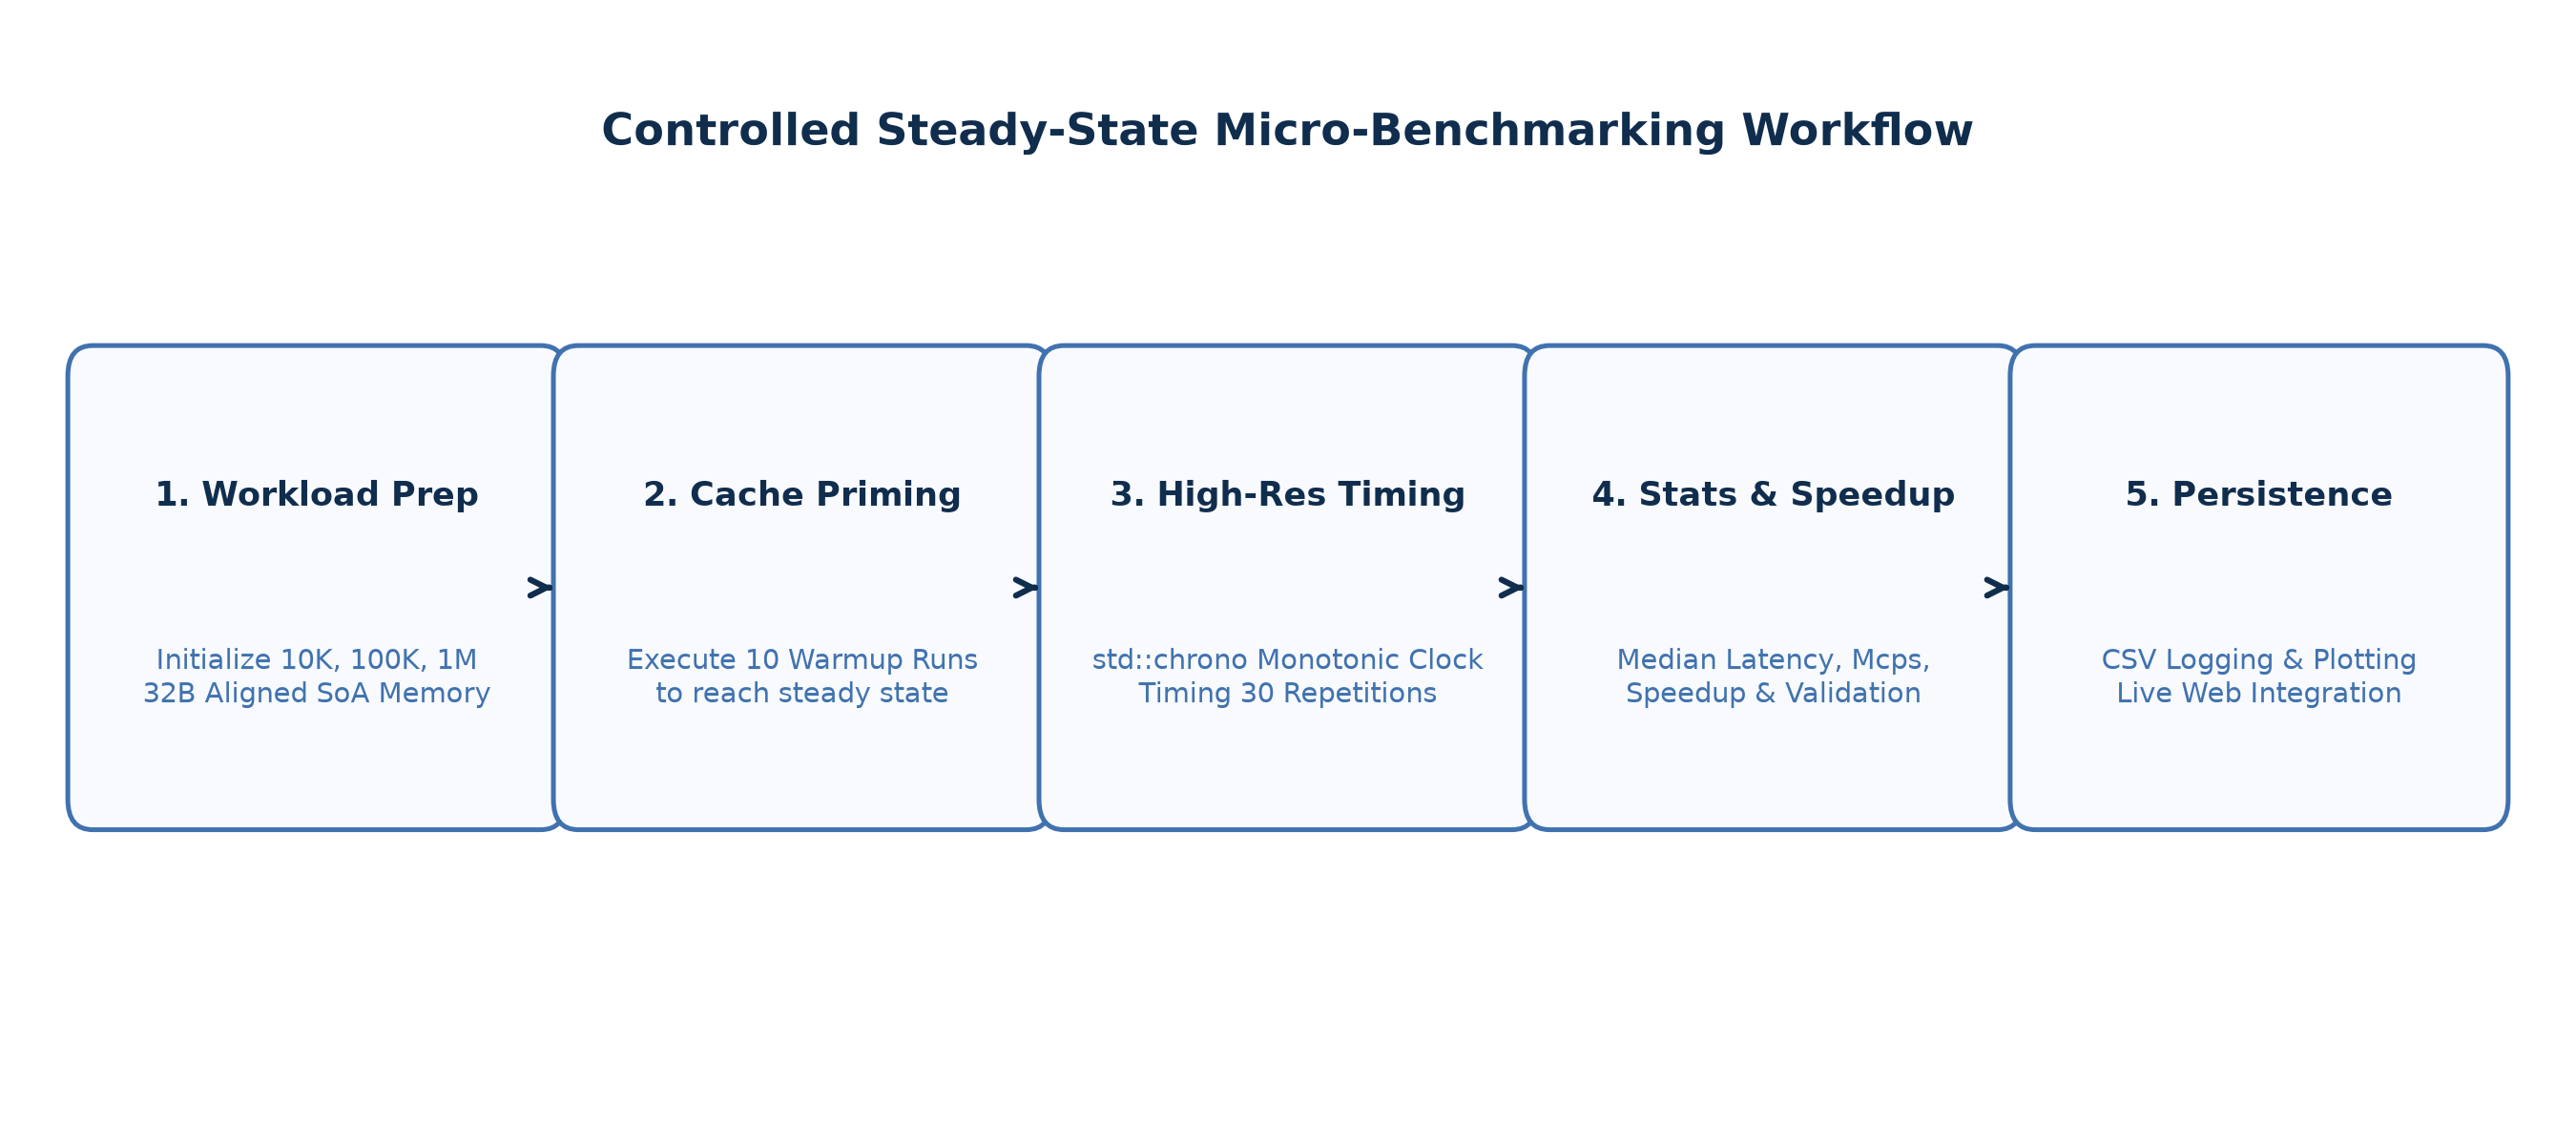 Controlled Steady-State Micro-Benchmarking Workflow
1. Workload Prep
Initialize 10K, 100K, 1M
32B Aligned SoA Memory
2. Cache Priming
Execute 10 Warmup Runs
to reach steady state
3. High-Res Timing
std::chrono Monotonic Clock
Timing 30 Repetitions
4. Stats & Speedup
Median Latency, Mcps,
Speedup & Validation
5. Persistence
CSV Logging & Plotting
Live Web Integration